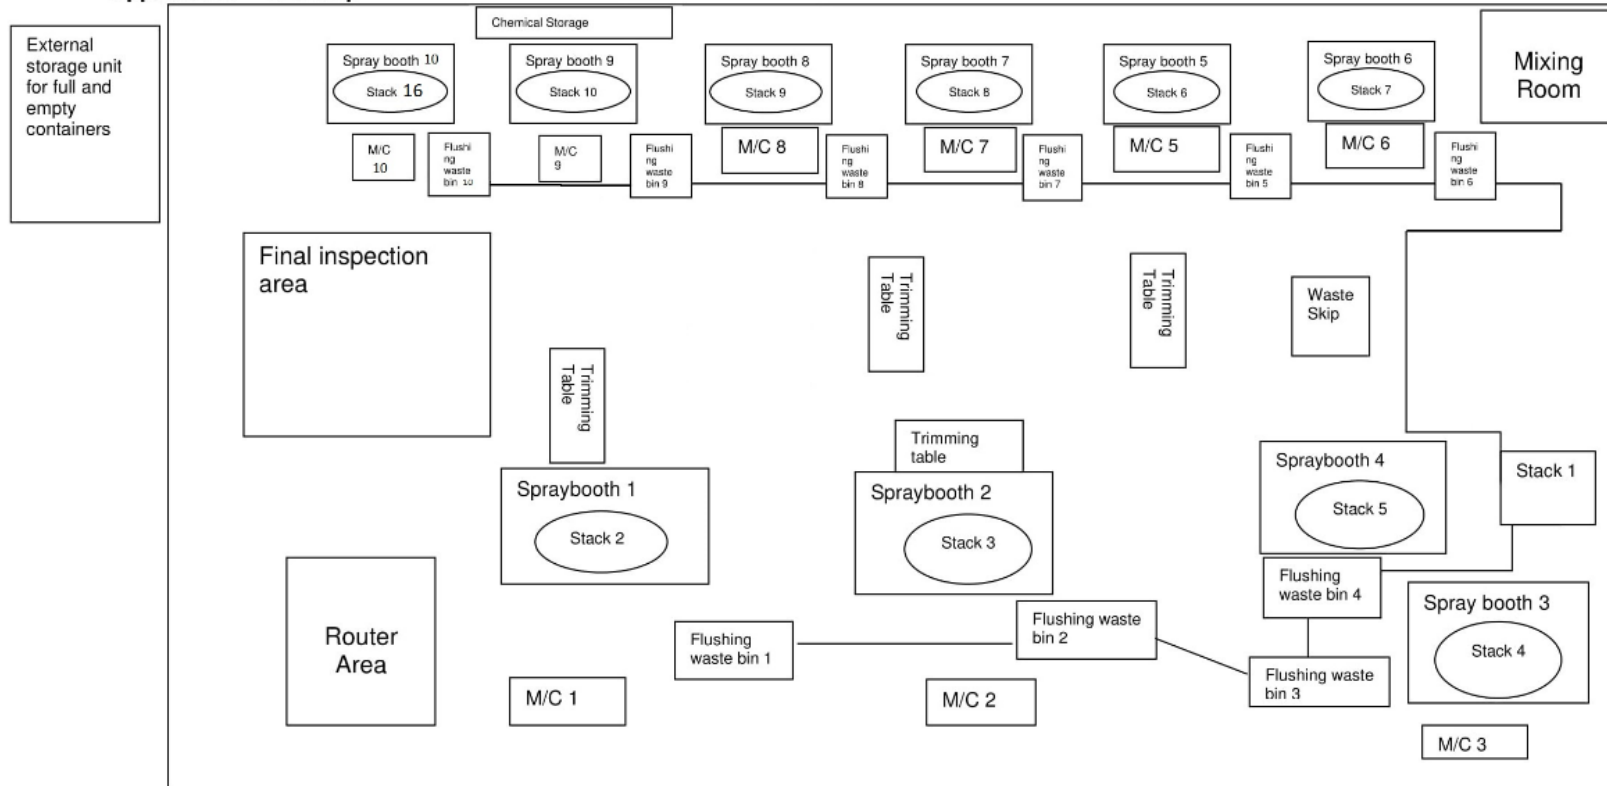 Chemical Storage
External
storage unit
for full and
empty
containers
Spray booth 10
Stack 16
Spray booth 9
Stack 10
Spray booth 8
Stack 9
Spray booth 7
Stack 8
Spray booth 5
Stack 6
Spray booth 6
Stack 7
Mixing
Room
M/C
10
Flushi
ng
waste
bin 10
M/C
9
Flushi
ng
waste
bin 9
M/C 8
Flushi
ng
waste
bin 8
M/C 7
Flushi
ng
waste
bin 7
M/C 5
Flushi
ng
waste
bin 5
M/C 6
Flushi
ng
waste
bin 6
Final inspection
area
Trimming
Table
Trimming
Table
Waste
Skip
Trimming
Table
Trimming
table
Spraybooth 1
Stack 2
Spraybooth 2
Stack 3
Spraybooth 4
Stack 5
Stack 1
Router
Area
Flushing
waste bin 1
Flushing waste
bin 2
Flushing
waste bin 4
Flushing waste
bin 3
Spray booth 3
Stack 4
M/C 1
M/C 2
M/C 3